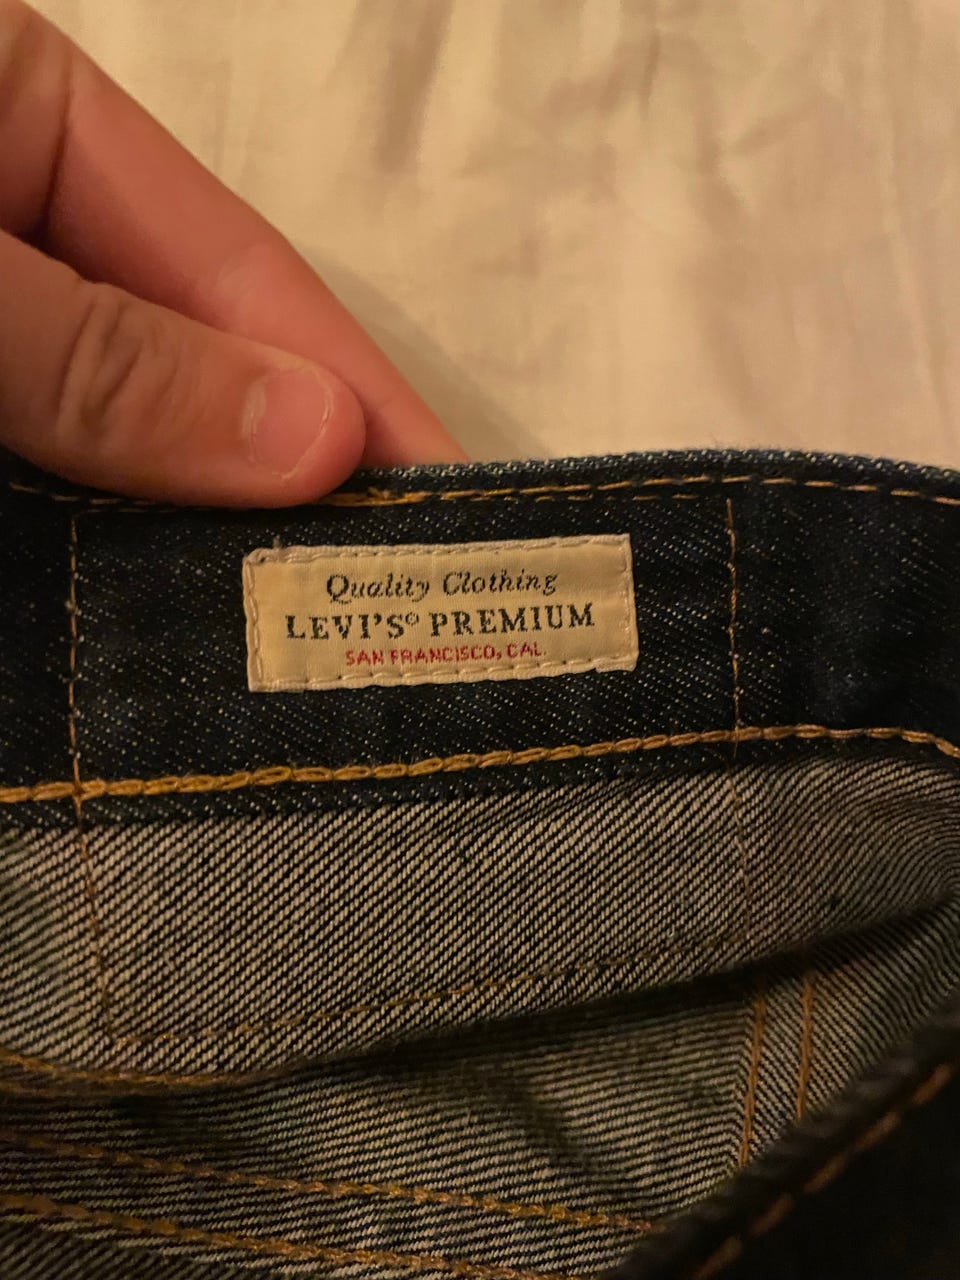 Quality Clothing
LEVI'S® PREMIUM
SAN FRANCISCO, CAL.